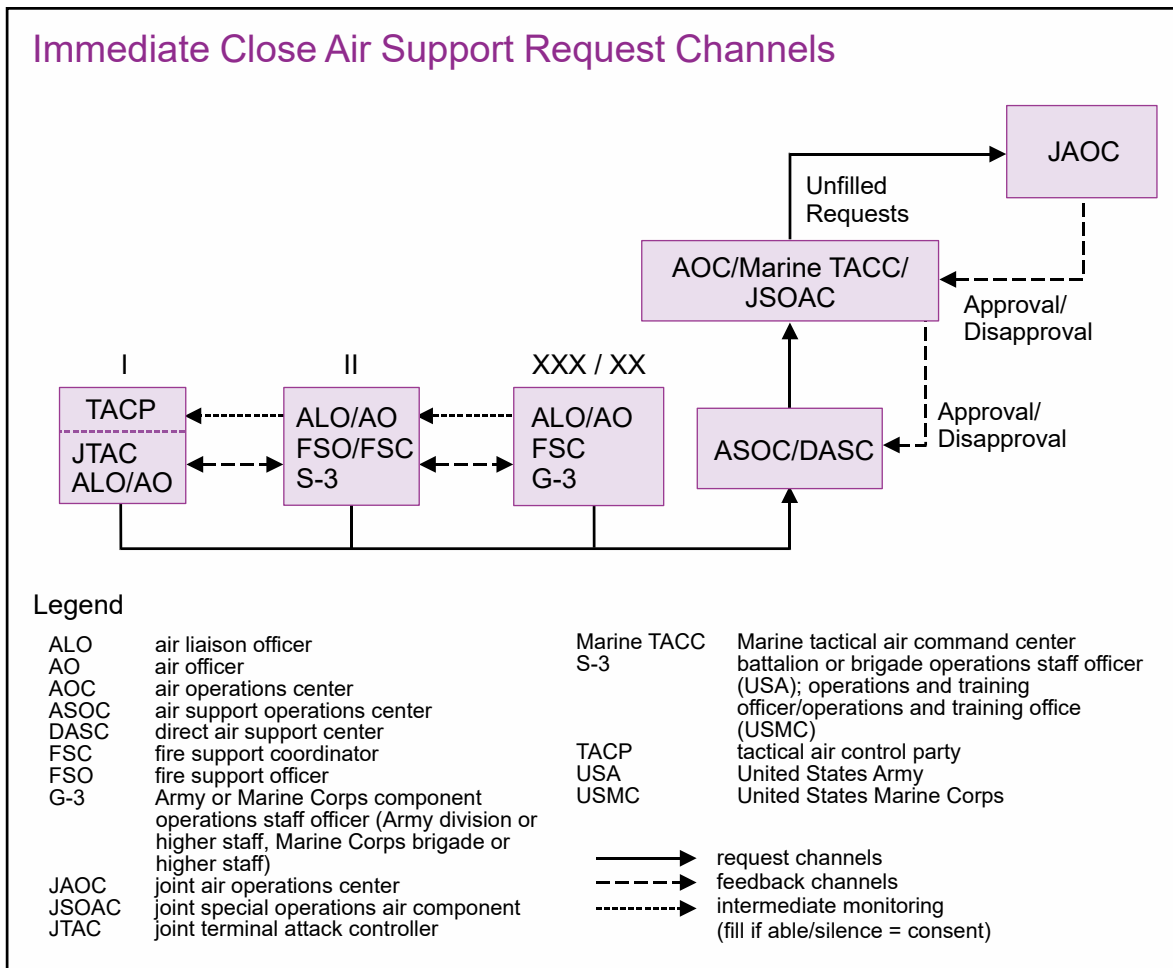 Immediate Close Air Support Request Channels
JAOC
Unfilled
Requests
AOC/Marine TACC/
JSOAC
Approval/
Disapproval
I
II
XXX / XX
TACP
JTAC
ALO/AO
ALO/AO
FSO/FSC
S-3
ALO/AO
FSC
G-3
Approval/
Disapproval
ASOC/DASC
Legend
ALO air liaison officer
AO air officer
AOC air operations center
ASOC air support operations center
DASC direct air support center
FSC fire support coordinator
FSO fire support officer
G-3 Army or Marine Corps component
operations staff officer (Army division or
higher staff, Marine Corps brigade or
higher staff)
JAOC joint air operations center
JSOAC joint special operations air component
JTAC joint terminal attack controller
Marine TACC Marine tactical air command center
S-3 battalion or brigade operations staff officer
(USA); operations and training
officer/operations and training office
(USMC)
TACP tactical air control party
USA United States Army
USMC United States Marine Corps
request channels
feedback channels
intermediate monitoring
(fill if able/silence = consent)